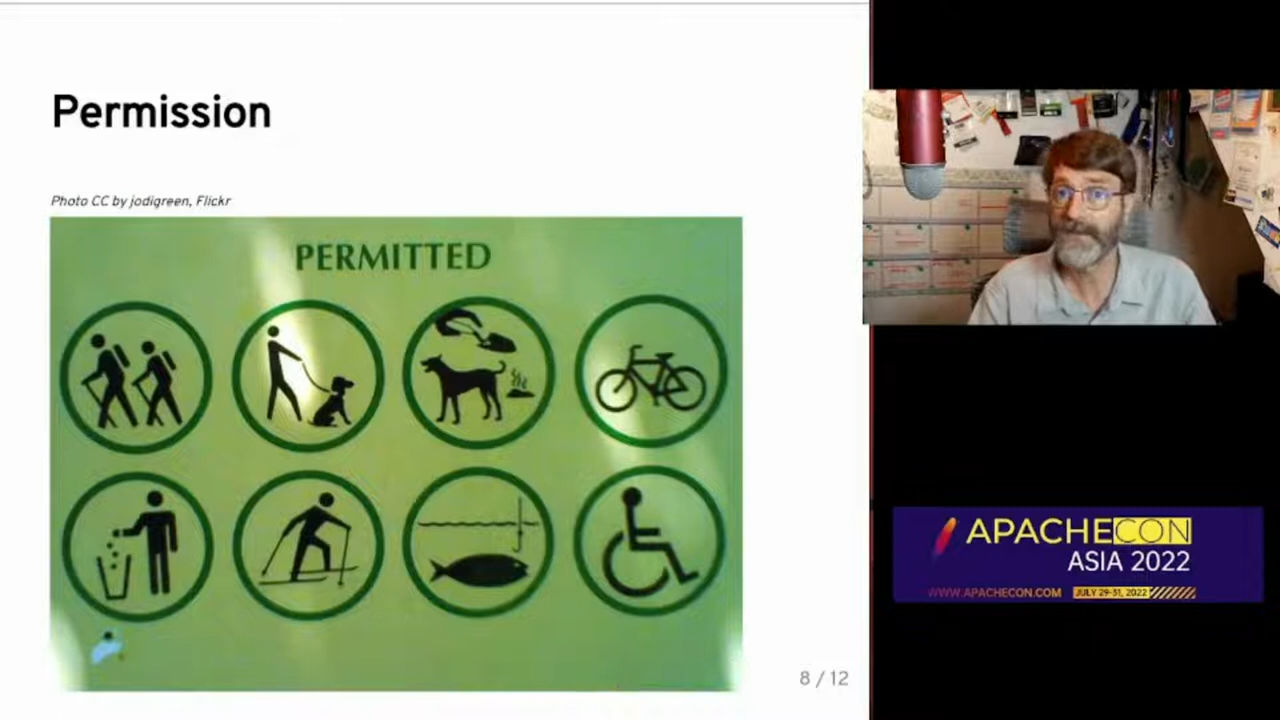 Permission
Photo CC by jodigreen, Flickr
PERMITTED
8 / 12
APACHECON
ASIA 2022
WWW.APACHECON.COM JULY 29-31, 2022